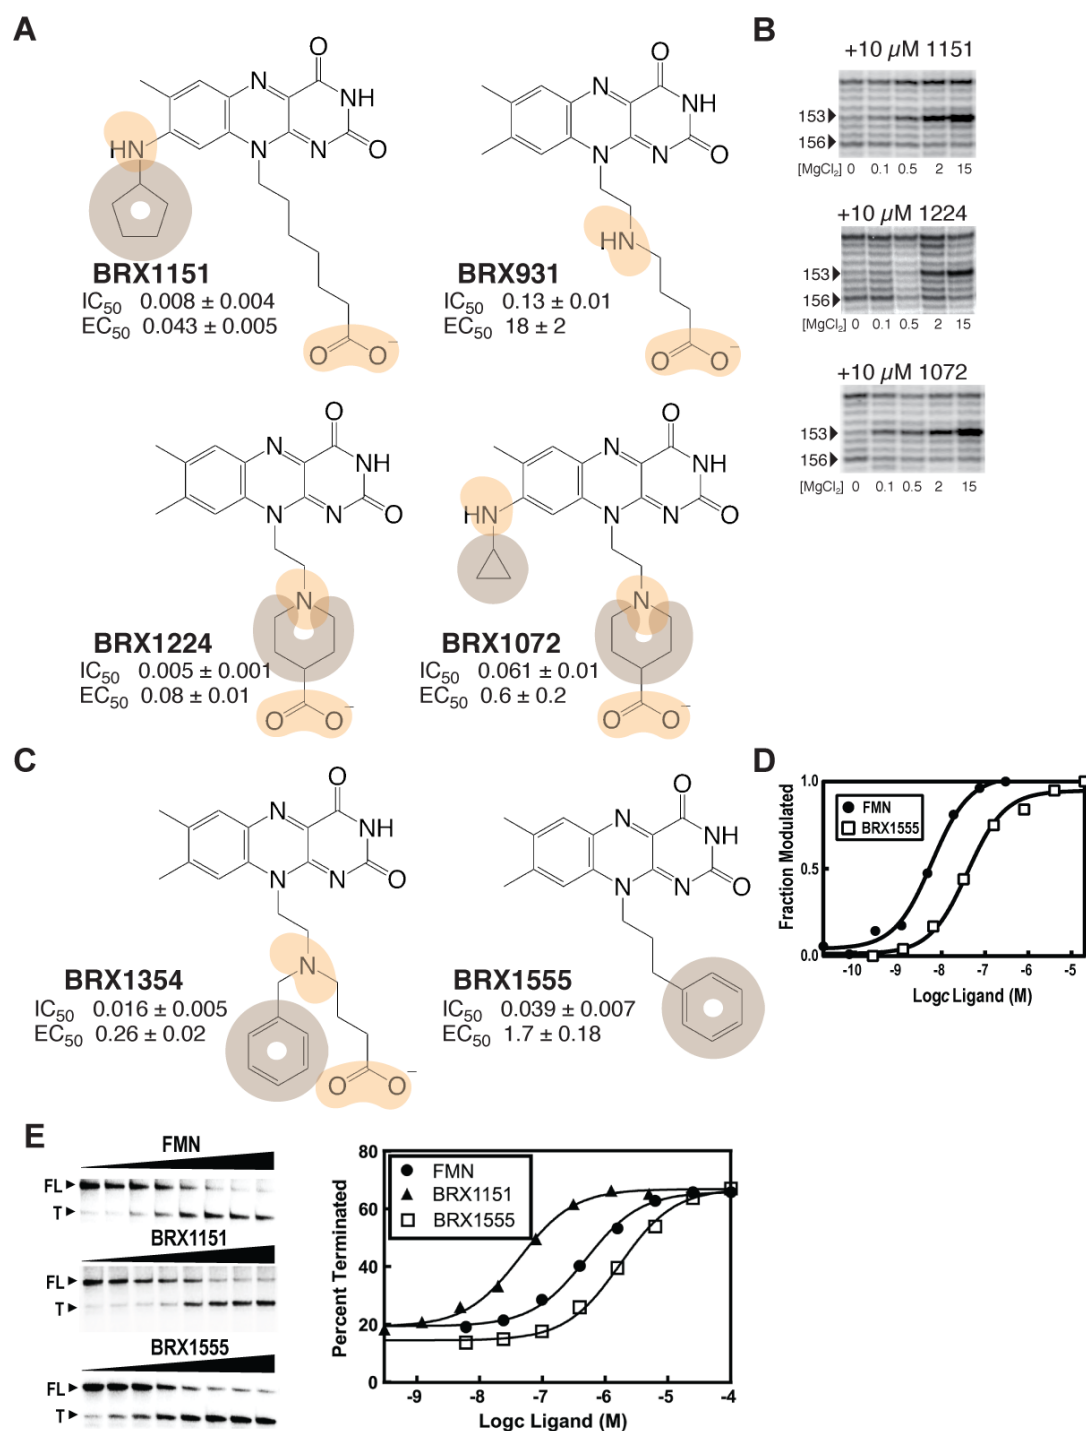 A
B
O
N
NH
N
N
O
HN
O
O⁻
BRX1151
IC50 0.008 ± 0.004
EC50 0.043 ± 0.005
O
N
NH
N
N
O
HN
O
O⁻
BRX931
IC50 0.13 ± 0.01
EC50 18 ± 2
+10 µM 1151
153
156
[MgCl2] 0 0.1 0.5 2 15
+10 µM 1224
153
156
[MgCl2] 0 0.1 0.5 2 15
+10 µM 1072
153
156
[MgCl2] 0 0.1 0.5 2 15
O
N
NH
N
N
O
N
O
O⁻
BRX1224
IC50 0.005 ± 0.001
EC50 0.08 ± 0.01
O
N
NH
HN
N
N
O
N
O
O⁻
BRX1072
IC50 0.061 ± 0.01
EC50 0.6 ± 0.2
C
O
N
NH
N
N
O
N
O
O⁻
BRX1354
IC50 0.016 ± 0.005
EC50 0.26 ± 0.02
O
N
NH
N
N
O
BRX1555
IC50 0.039 ± 0.007
EC50 1.7 ± 0.18
D
Fraction Modulated
1.0
0.5
0.0
FMN
BRX1555
-10 -9 -8 -7 -6 -5
Logc Ligand (M)
E
FMN
FL
T
BRX1151
FL
T
BRX1555
FL
T
Percent Terminated
80
60
40
20
0
FMN
BRX1151
BRX1555
-9 -8 -7 -6 -5 -4
Logc Ligand (M)